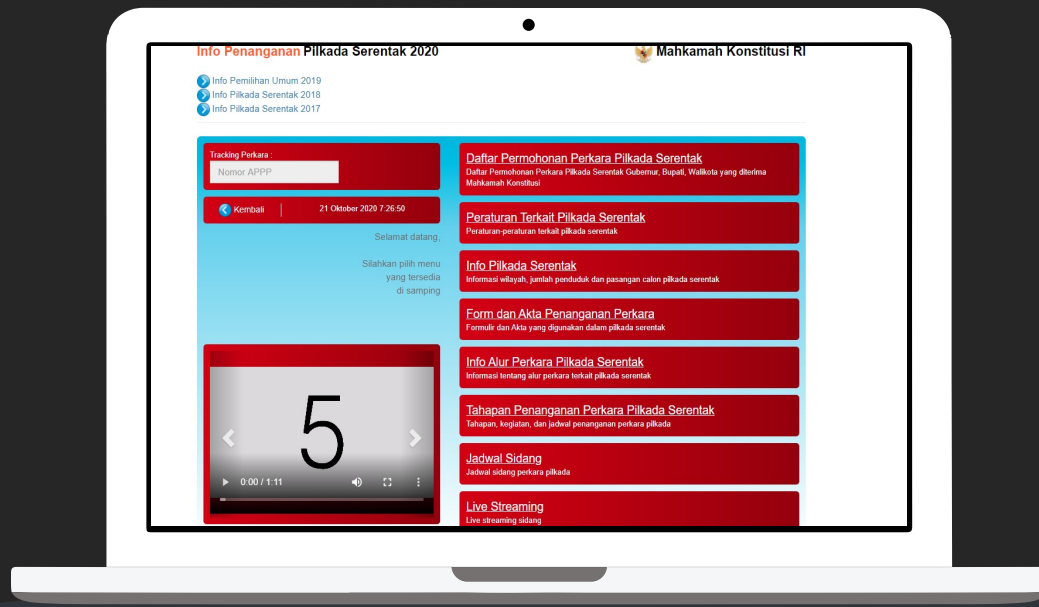 Info Penanganan Pilkada Serentak 2020
Mahkamah Konstitusi RI
Info Pemilihan Umum 2019
Info Pilkada Serentak 2018
Info Pilkada Serentak 2017
Tracking Perkara :
Nomor APPP
Kembali
21 Oktober 2020 7:26:50
Selamat datang,
Silahkan pilih menu
yang tersedia
di samping
5
0:00 / 1:11
Daftar Permohonan Perkara Pilkada Serentak
Daftar Permohonan Perkara Pilkada Serentak Gubernur, Bupati, Walikota yang diterima
Mahkamah Konstitusi
Peraturan Terkait Pilkada Serentak
Peraturan-peraturan terkait pilkada serentak
Info Pilkada Serentak
Informasi wilayah, jumlah penduduk dan pasangan calon pilkada serentak
Form dan Akta Penanganan Perkara
Formulir dan Akta yang digunakan dalam pilkada serentak
Info Alur Perkara Pilkada Serentak
Informasi tentang alur perkara terkait pilkada serentak
Tahapan Penanganan Perkara Pilkada Serentak
Tahapan, kegiatan, dan jadwal penanganan perkara pilkada
Jadwal Sidang
Jadwal sidang perkara pilkada
Live Streaming
Live streaming sidang